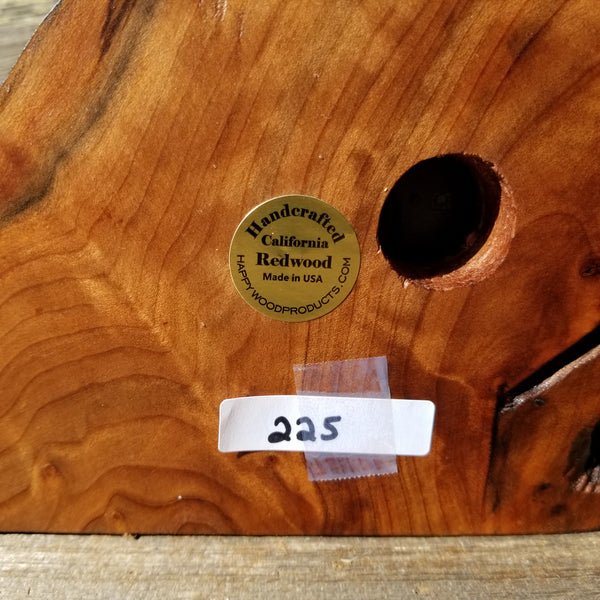 Handcrafted
California
Redwood
Made in USA
HAPPYWOODPRODUCTS.COM
225